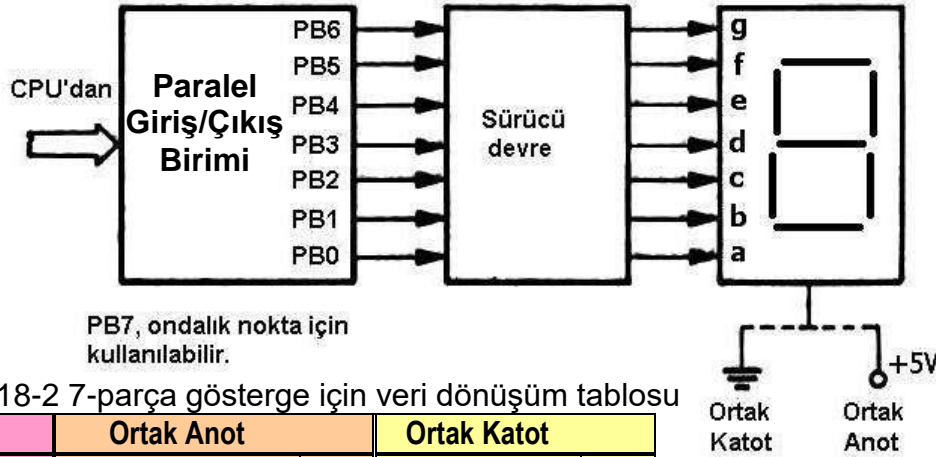 PB6
PB5
PB4
PB3
PB2
PB1
PB0
CPU'dan
Paralel
Giriş/Çıkış
Birimi
Sürücü
devre
g
f
e
d
c
b
a
PB7, ondalık nokta için
kullanılabilir.
+5V
Ortak
Katot
Ortak
Anot
18-2 7-parça gösterge için veri dönüşüm tablosu
Ortak Anot
Ortak Katot